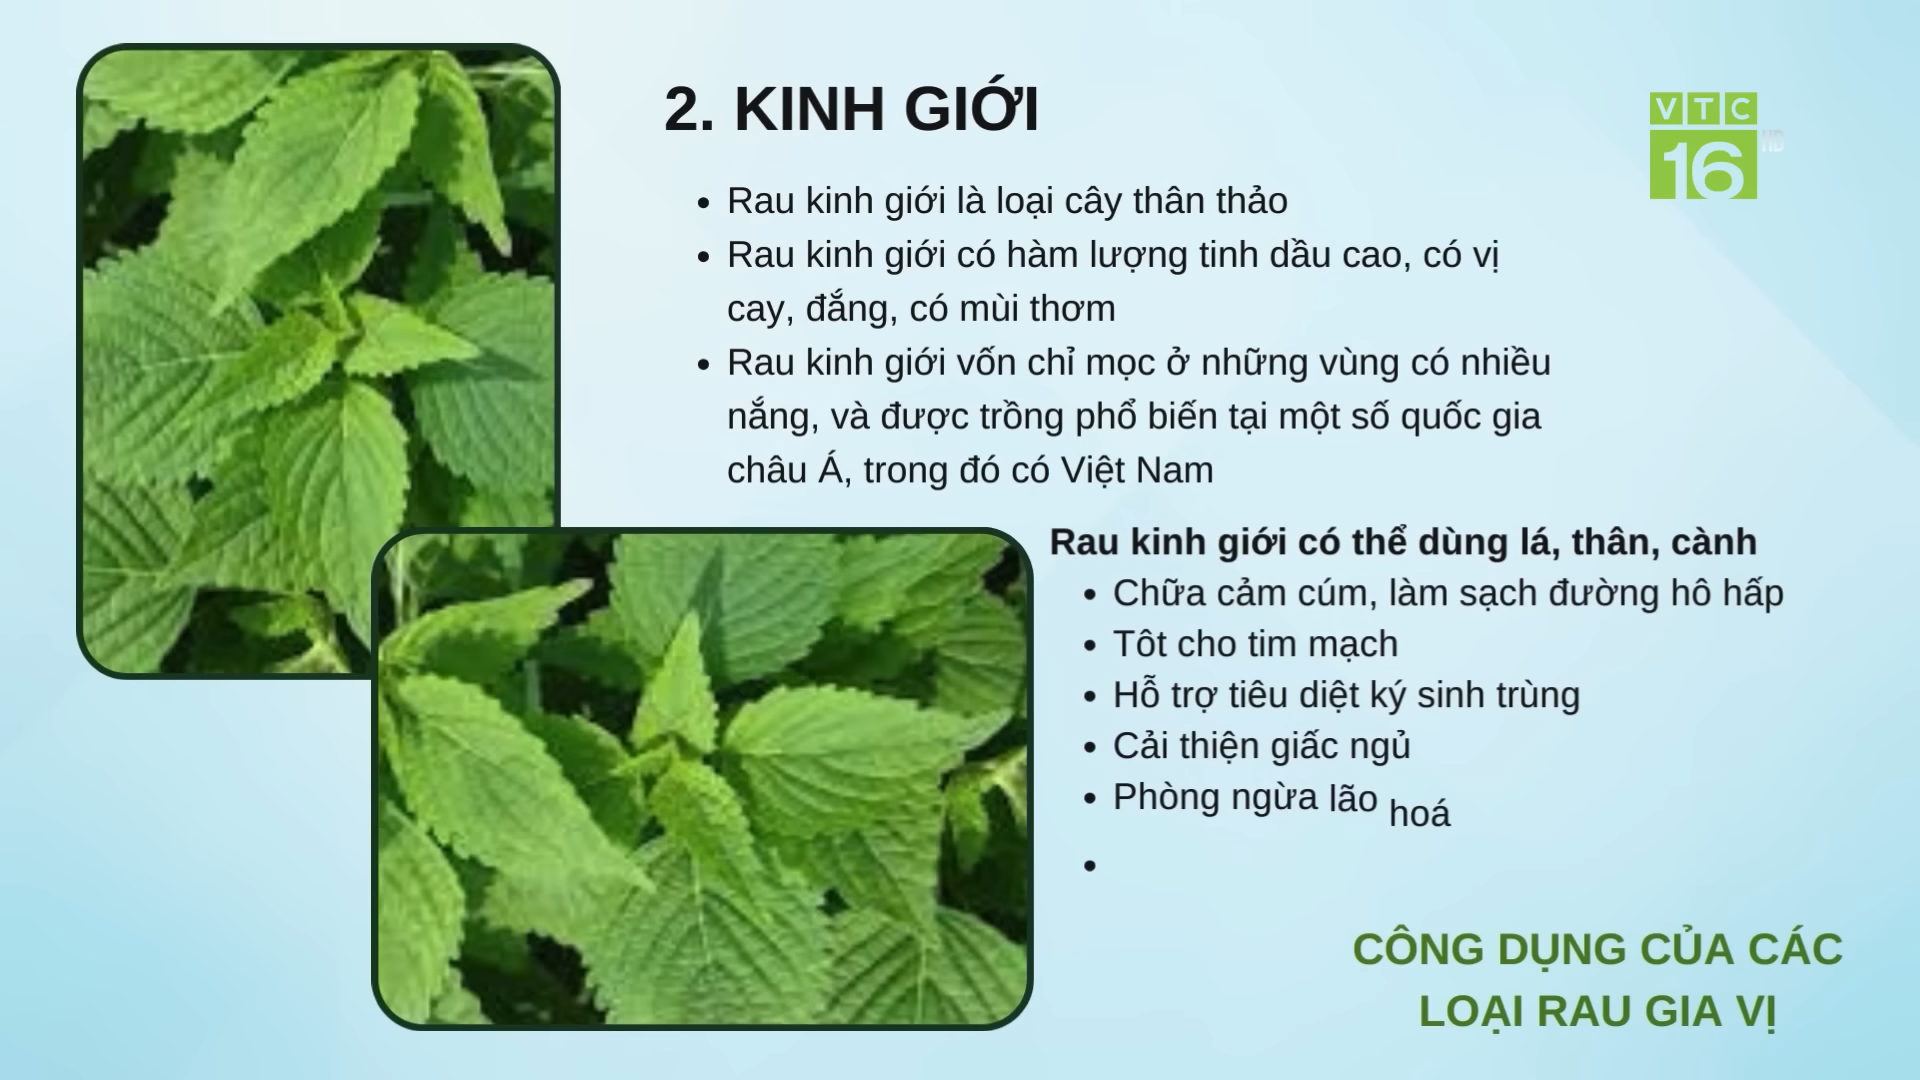 2. KINH GIỚI
VTC
16
HD
Rau kinh giới là loại cây thân thảo
Rau kinh giới có hàm lượng tinh dầu cao, có vị
cay, đắng, có mùi thơm
Rau kinh giới vốn chỉ mọc ở những vùng có nhiều
nắng, và được trồng phổ biến tại một số quốc gia
châu Á, trong đó có Việt Nam
Rau kinh giới có thể dùng lá, thân, cành
Chữa cảm cúm, làm sạch đường hô hấp
Tôt cho tim mạch
Hỗ trợ tiêu diệt ký sinh trùng
Cải thiện giấc ngủ
Phòng ngừa lão hoá
CÔNG DỤNG CỦA CÁC
LOẠI RAU GIA VỊ